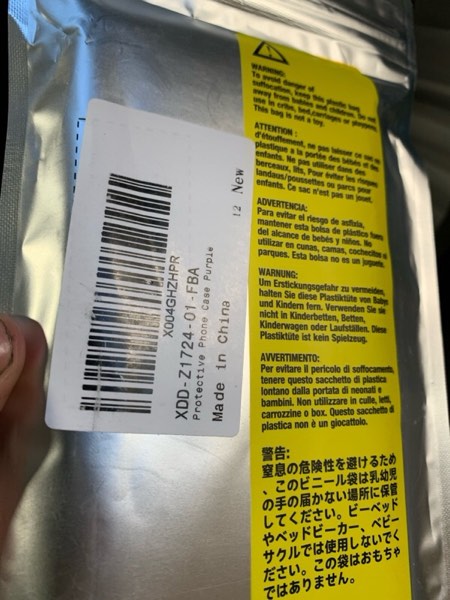 X004GHZHPR
XDD-Z1724-01-FBA
Protective Phone Case Purple
12 New
Made in China
WARNING:
To avoid danger of
suffocation, keep this plastic bag
away from babies and children. Do not
use in cribs, bed, carriages or playpens.
This bag is not a toy.
ATTENTION :
d'étouffement, ne pas laisser ce sac en
plastique à la portée des bébés et des
enfants. Ne pas utiliser dans des
berceaux, lits, Pour éviter les risques
landaus/poussettes ou parcs pour
enfants. Ce sac n'est pas un jouet.
ADVERTENCIA:
Para evitar el riesgo de asfixia,
mantener esta bolsa de plástico fuera
del alcance de bebés y niños. No
utilizar en cunas, camas, cochecitos o
parques. Esta bolsa no es un juguete.
WARNUNG:
Um Erstickungsgefahr zu vermeiden,
halten Sie diese Plastiktüte von Babys
und Kindern fern. Verwenden Sie sie
nicht in Kinderbetten, Betten,
Kinderwagen oder Laufställen. Diese
Plastiktüte ist kein Spielzeug.
AVVERTIMENTO:
Per evitare il pericolo di soffocamento,
tenere questo sacchetto di plastica
lontano dalla portata di neonati e
bambini. Non utilizzare in culle, letti,
carrozzine o box. Questo sacchetto di
plastica non è un giocattolo.
警告:
窒息の危険性を避けるため
、このビニール袋は乳幼児
の手の届かない場所に保管
してください。ビーベッド
やベッドビーカー、ベビー
サクルでは使用しないでく
ださい。この袋はおもちゃ
ではありません。